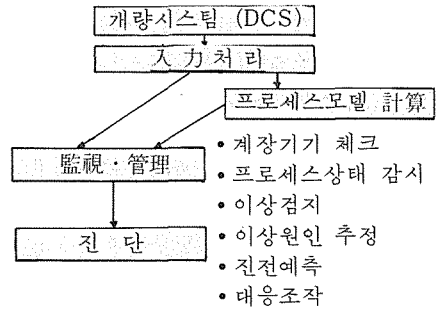 개량시스팀 (DCS)
入力처리
프로세스모델 計算
監視·管理
진단
• 계장기기 체크
• 프로세스상태 감시
• 이상검지
• 이상원인 추정
• 진전예측
• 대응조작